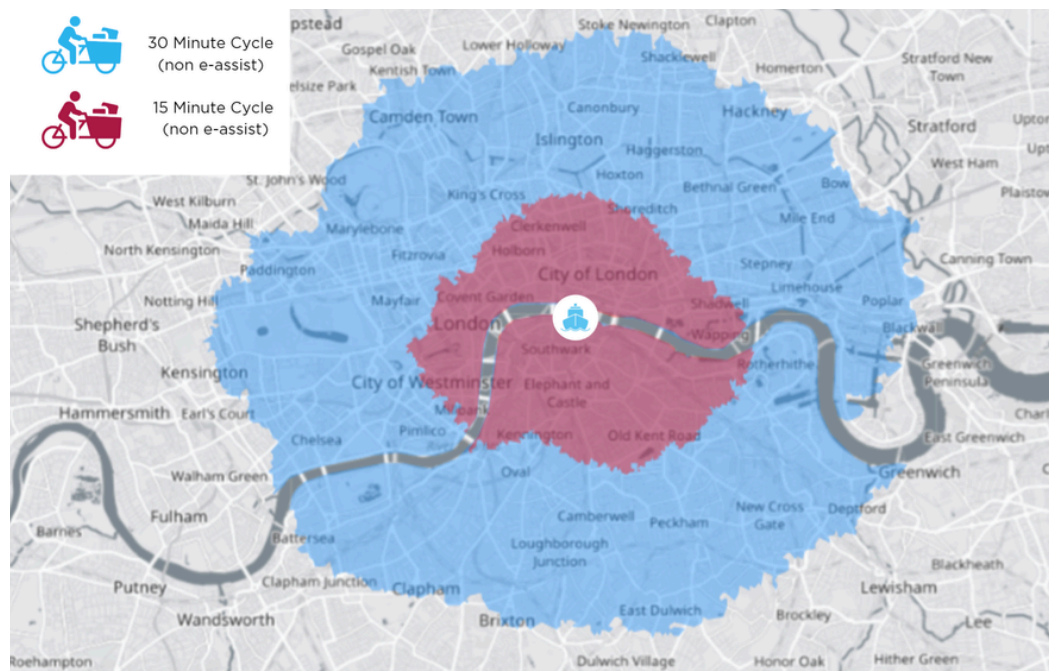 30 Minute Cycle
(non e-assist)
15 Minute Cycle
(non e-assist)
Stoke Newington
Clapton
Gospel Oak
Lower Holloway
Shacklewell
Homerton
Stratford New
Town
Kentish Town
Canonbury
Hackney
Camden Town
Islington
Stratford
Haggerston
West Ham
St. John's Wood
Hoxton
West Kilburn
King's Cross
Bethnal Green
Bow
Maida Hill
Shoreditch
Mile End
Marylebone
Clerkenwell
North Kensington
Holborn
Fitzrovia
Stepney
Canning Town
Paddington
City of London
Limehouse
Notting Hill
Mayfair
Covent Garden
Shadwell
Poplar
Shepherd's
Bush
London
Wapping
Blackwall
Southwark
Rotherhithe
Greenwich
Peninsula
Kensington
City of Westminster
Elephant and
Castle
Hammersmith
Earl's Court
Millbank
Pimlico
Kennington
Old Kent Road
East Greenwich
Chelsea
Walham Green
Oval
Greenwich
Fulham
Camberwell
Peckham
New Cross
Gate
Deptford
Barnes
Battersea
Loughborough
Junction
Blackheath
Putney
Clapham Junction
Clapham
Lewisham
Wandsworth
Brixton
East Dulwich
Brockley
Lee
Roehampton
Dulwich Village
Honor Oak
Hither Green